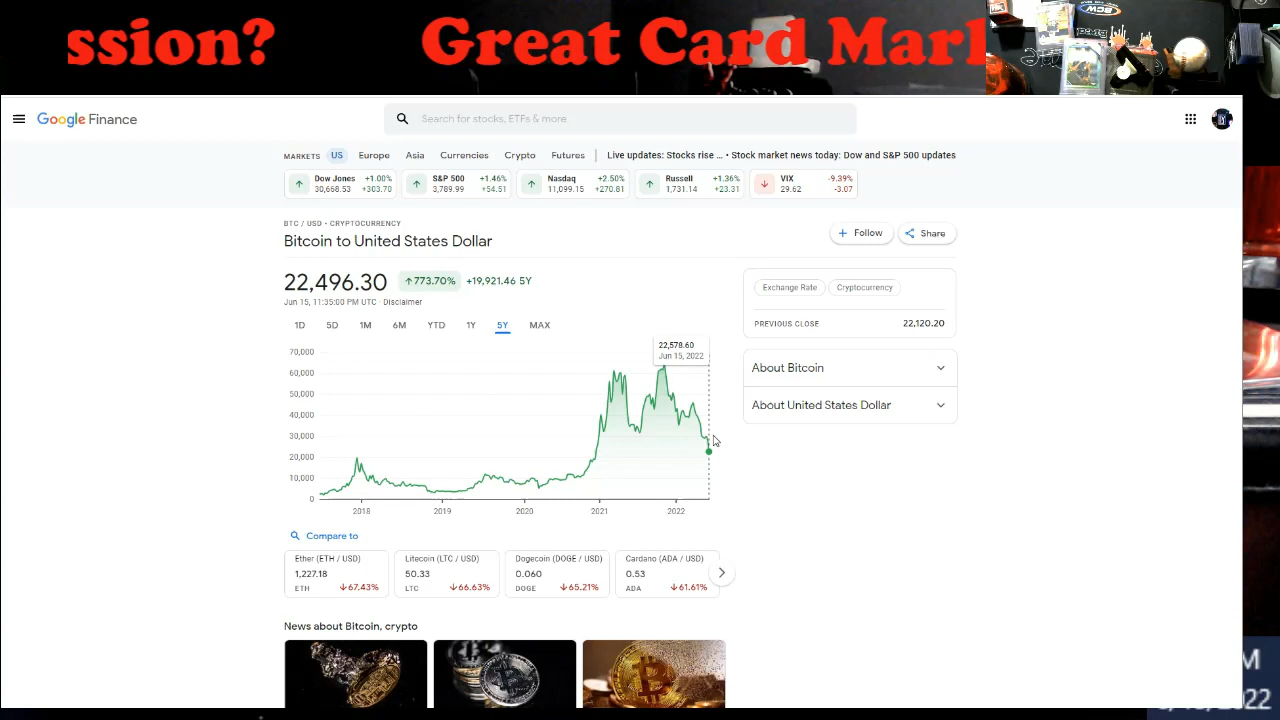 ssion? Great Card Mar
BCW
Google Finance
Search for stocks, ETFs & more
MARKETS US Europe Asia Currencies Crypto Futures
Live updates: Stocks rise ... • Stock market news today: Dow and S&P 500 updates
Dow Jones +1.00%
30,668.53 +303.70
S&P 500 +1.46%
3,789.99 +54.51
Nasdaq +2.50%
11,099.15 +270.81
Russell +1.36%
1,731.14 +23.31
VIX -9.39%
29.62 -3.07
BTC / USD • CRYPTOCURRENCY
Bitcoin to United States Dollar
Follow
Share
22,496.30 ↑773.70% +19,921.46 5Y
Jun 15, 11:35:00 PM UTC · Disclaimer
1D 5D 1M 6M YTD 1Y 5Y MAX
22,578.60
Jun 15, 2022
70,000
60,000
50,000
40,000
30,000
20,000
10,000
0
2018 2019 2020 2021 2022
Exchange Rate Cryptocurrency
PREVIOUS CLOSE 22,120.20
About Bitcoin
About United States Dollar
Compare to
Ether (ETH / USD)
1,227.18
ETH ↓67.43%
Litecoin (LTC / USD)
50.33
LTC ↓66.63%
Dogecoin (DOGE / USD)
0.060
DOGE ↓65.21%
Cardano (ADA / USD)
0.53
ADA ↓61.61%
News about Bitcoin, crypto
M
2022